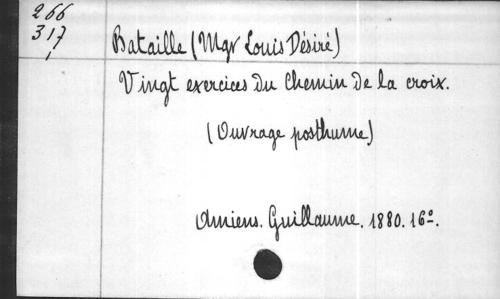 266
317
1
Bataille (Mgr Louis Désiré)
Vingt exercices du Chemin de la croix.
(Ouvrage posthume)
Amiens. Guillaume. 1880. 16º.